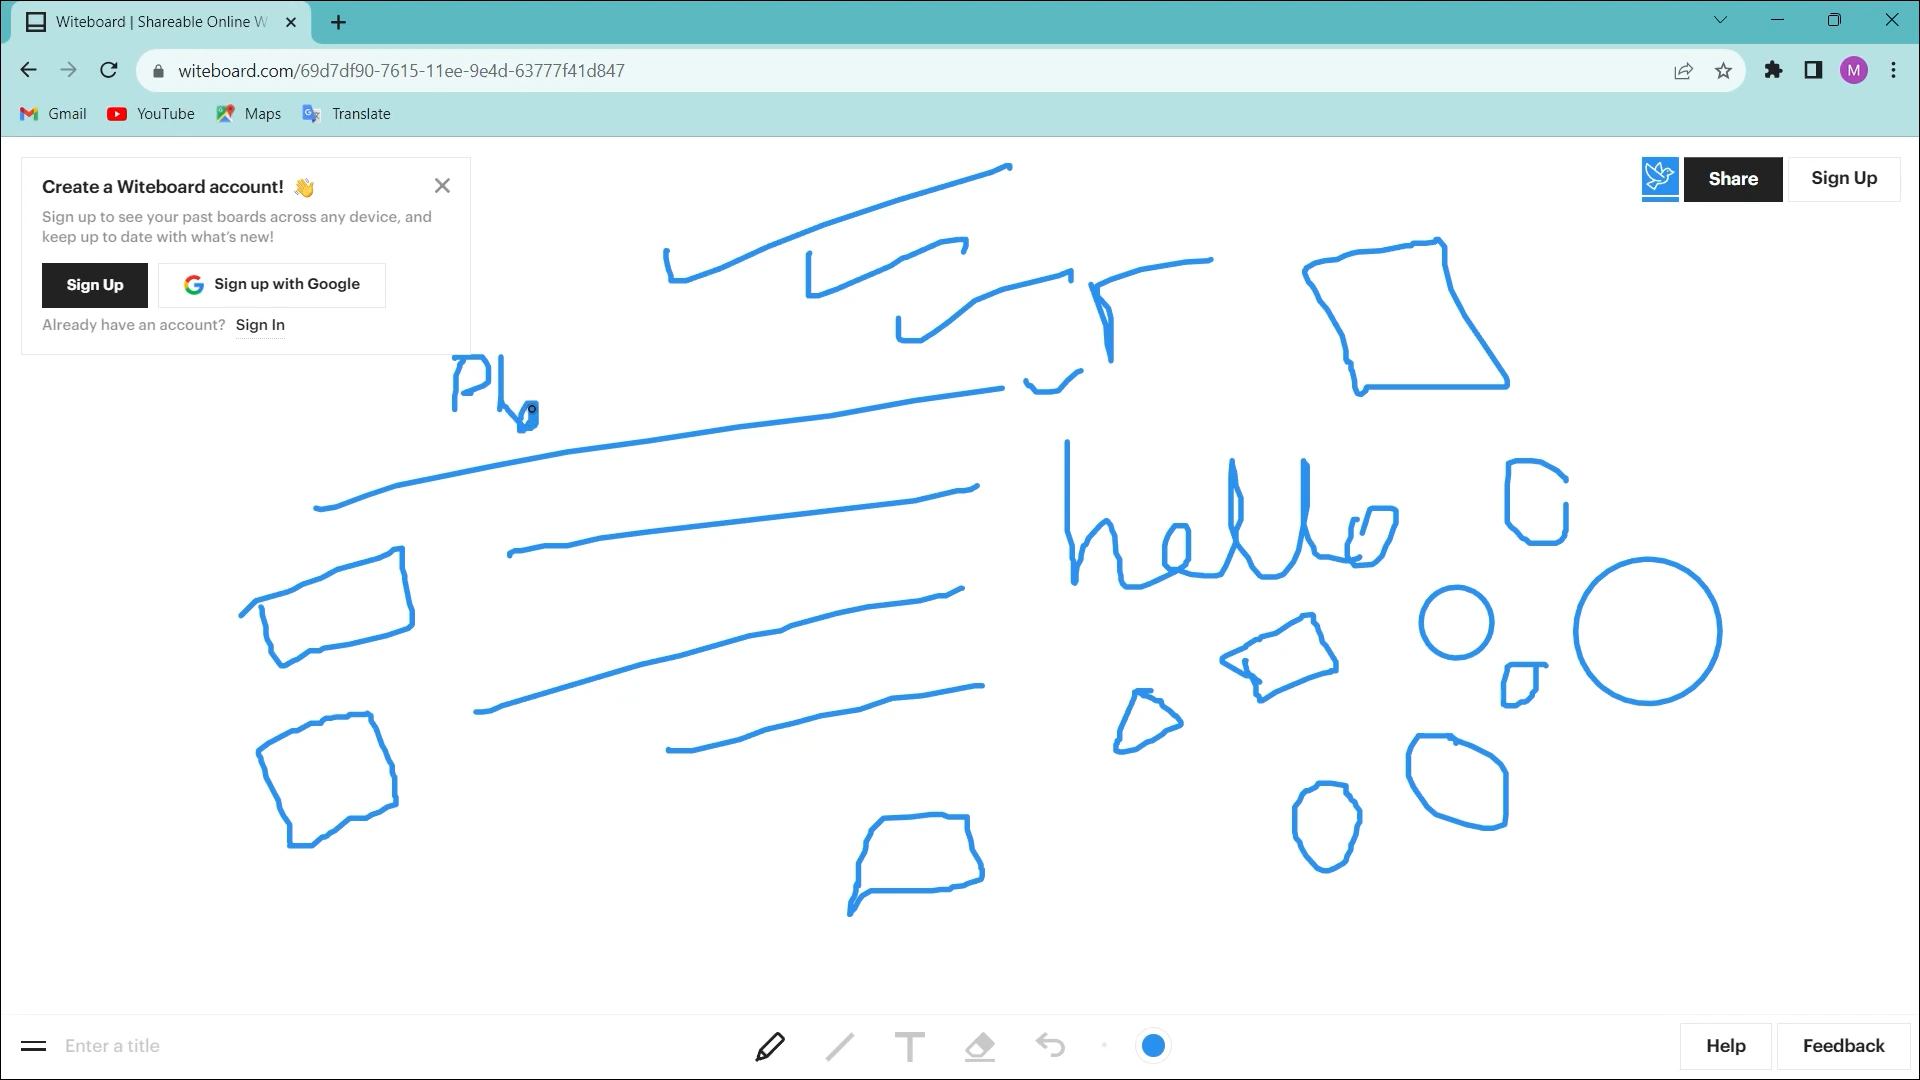 Witeboard | Shareable Online W
witeboard.com/69d7df90-7615-11ee-9e4d-63777f41d847
M
Gmail YouTube Maps Translate
Create a Witeboard account! 👋
Sign up to see your past boards across any device, and
keep up to date with what's new!
Sign Up Sign up with Google
Already have an account? Sign In
Share Sign Up
hello
Enter a title
T
Help Feedback